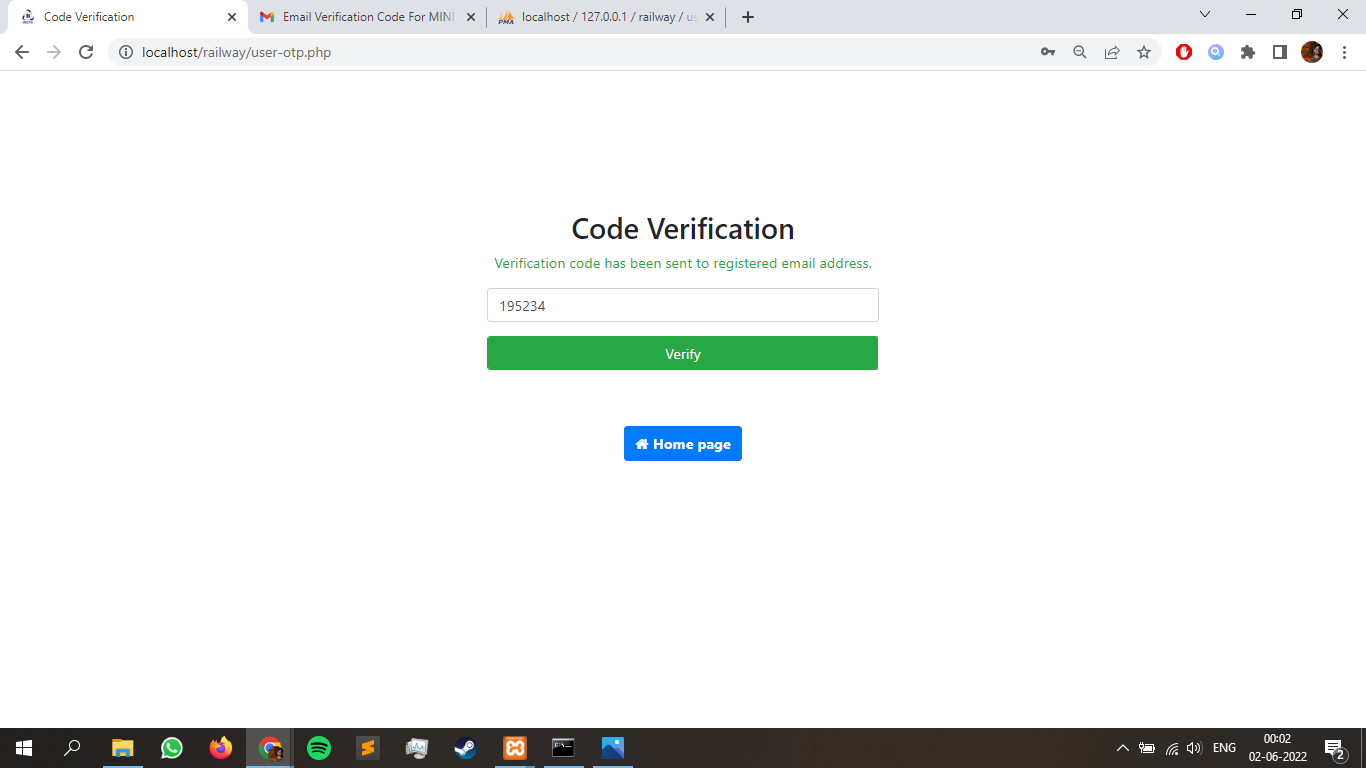 Code Verification
Email Verification Code For MINI
localhost / 127.0.0.1 / railway / us
localhost/railway/user-otp.php
Code Verification
Verification code has been sent to registered email address.
195234
Verify
Home page
ENG
00:02
02-06-2022
2